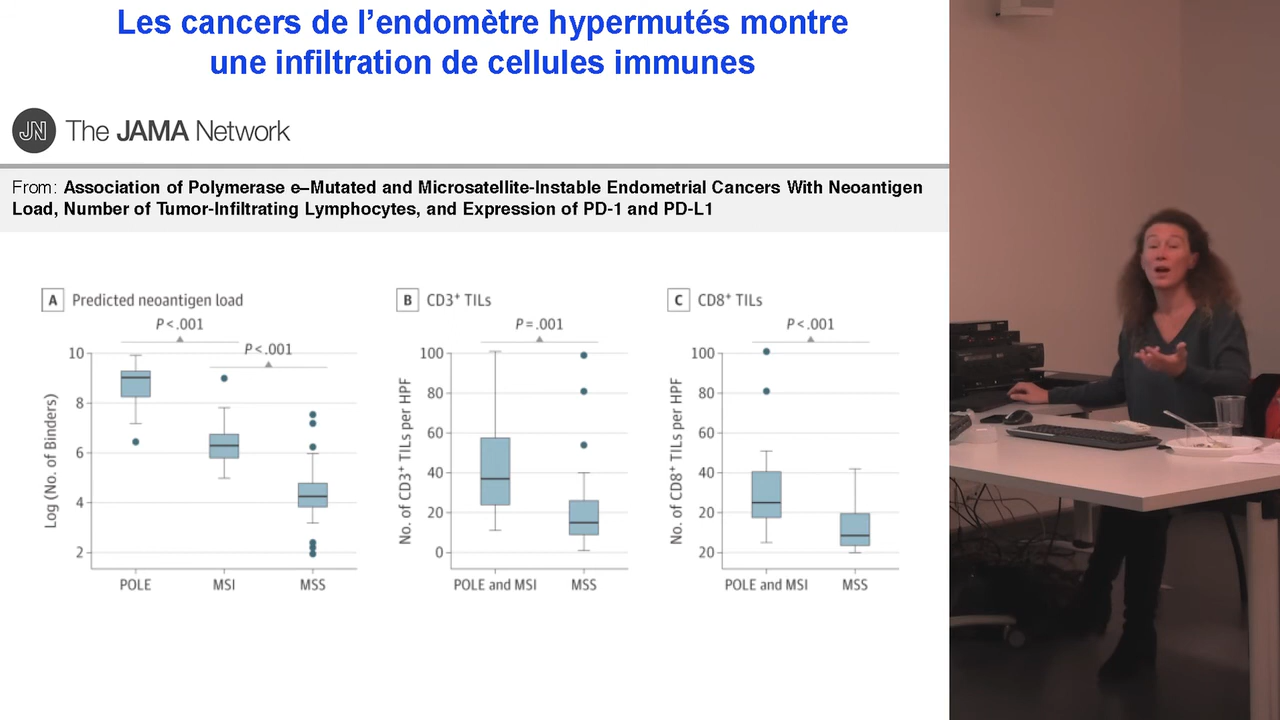 Les cancers de l’endomètre hypermutés montre
une infiltration de cellules immunes
JN The JAMA Network
From: Association of Polymerase e–Mutated and Microsatellite-Instable Endometrial Cancers With Neoantigen
Load, Number of Tumor-Infiltrating Lymphocytes, and Expression of PD-1 and PD-L1
A Predicted neoantigen load
P < .001
P < .001
Log (No. of Binders)
10
8
6
4
2
POLE MSI MSS
B CD3+ TILs
P = .001
No. of CD3+ TILs per HPF
100
80
60
40
20
0
POLE and MSI MSS
C CD8+ TILs
P < .001
No. of CD8+ TILs per HPF
100
80
60
40
20
20
POLE and MSI MSS